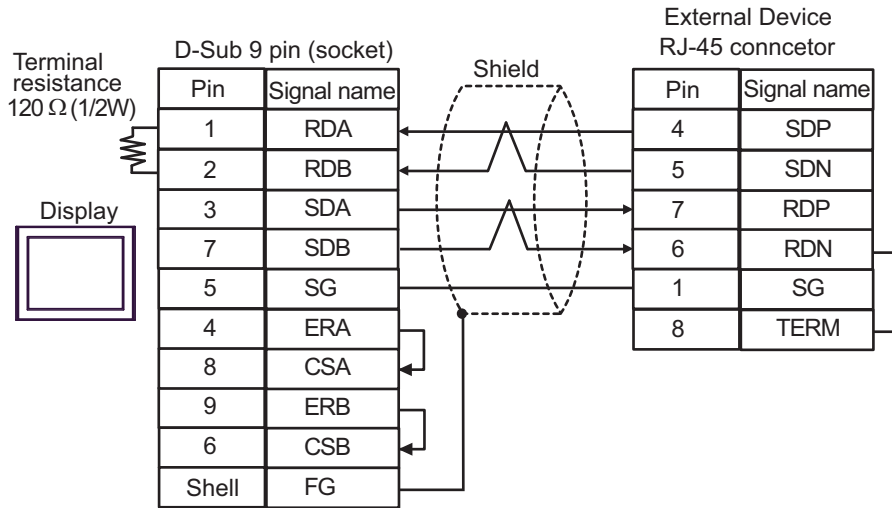 External Device
RJ-45 conncetor
D-Sub 9 pin (socket)
Terminal
resistance
120 Ω (1/2W)
Shield
Display
Pin Signal name
1 RDA
2 RDB
3 SDA
7 SDB
5 SG
4 ERA
8 CSA
9 ERB
6 CSB
Shell FG
Pin Signal name
4 SDP
5 SDN
7 RDP
6 RDN
1 SG
8 TERM